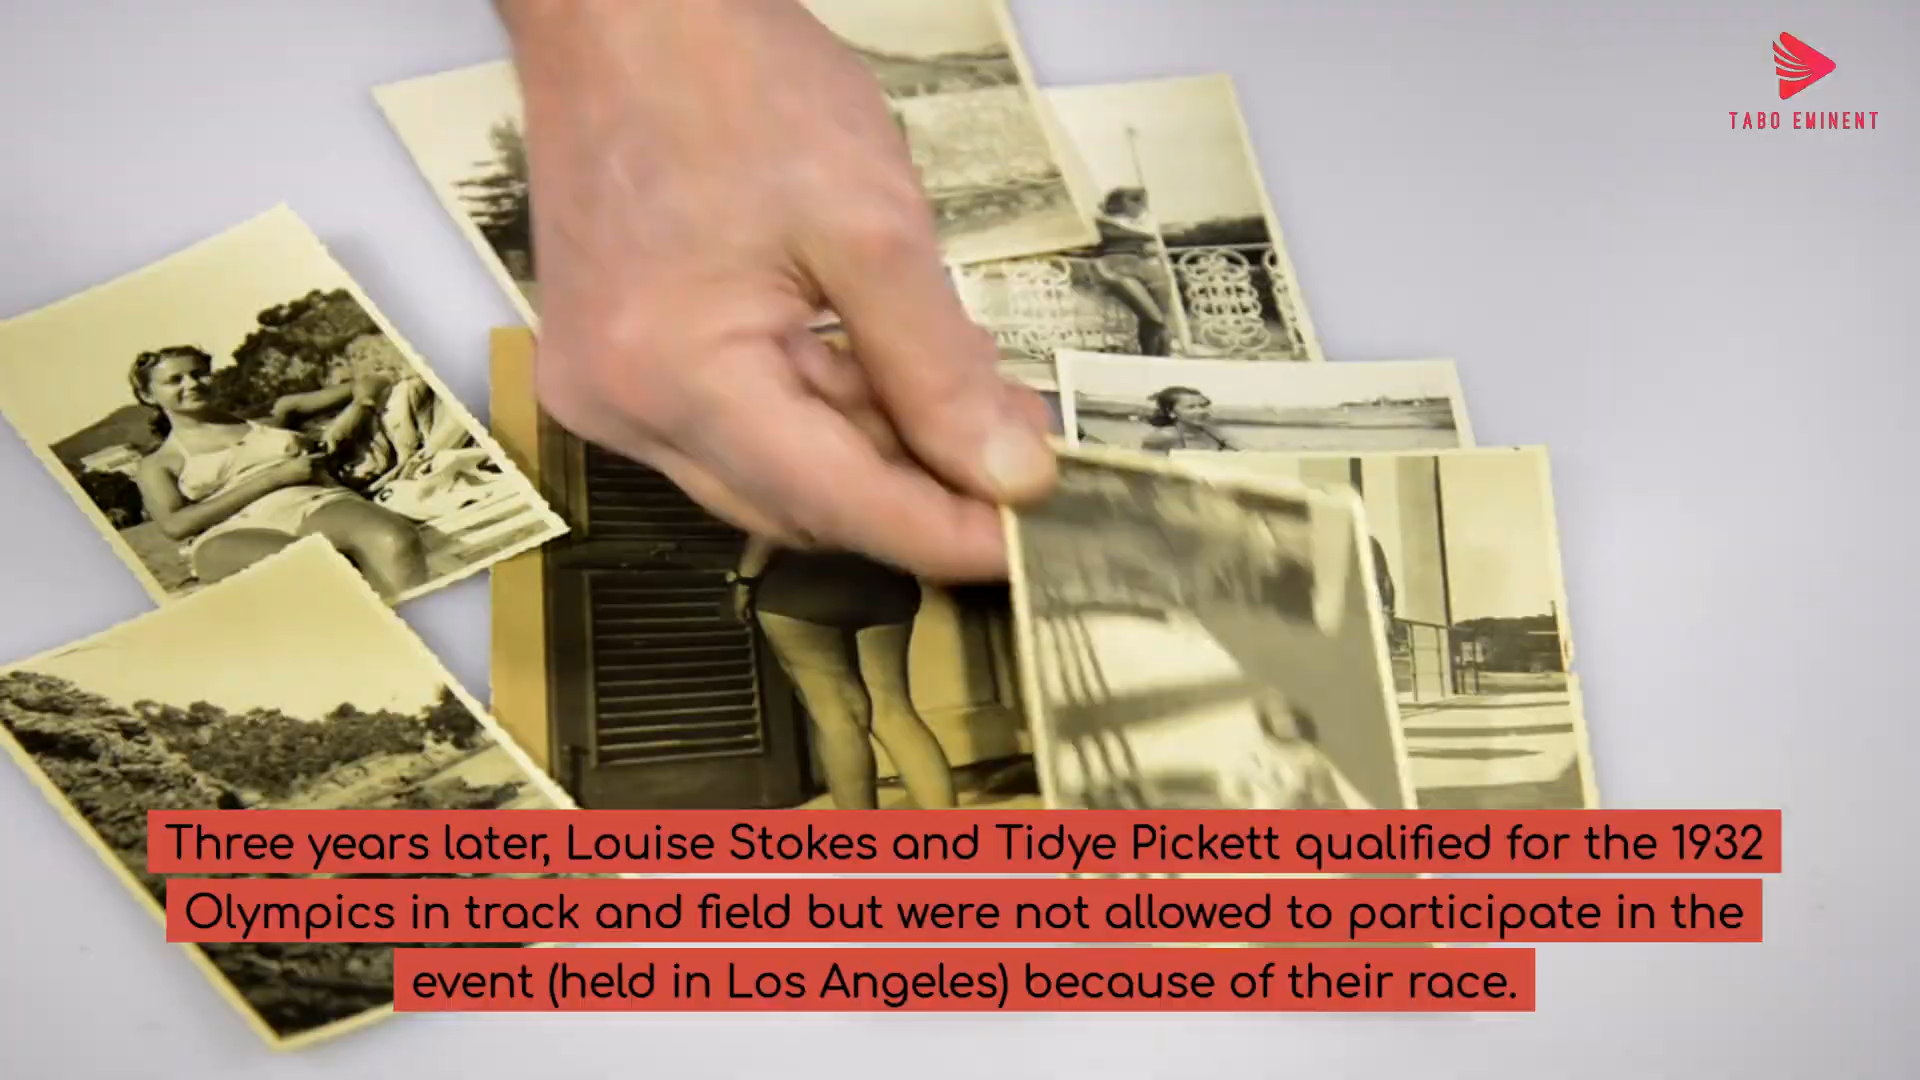 TABO EMINENT
Three years later, Louise Stokes and Tidye Pickett qualified for the 1932
Olympics in track and field but were not allowed to participate in the
event (held in Los Angeles) because of their race.